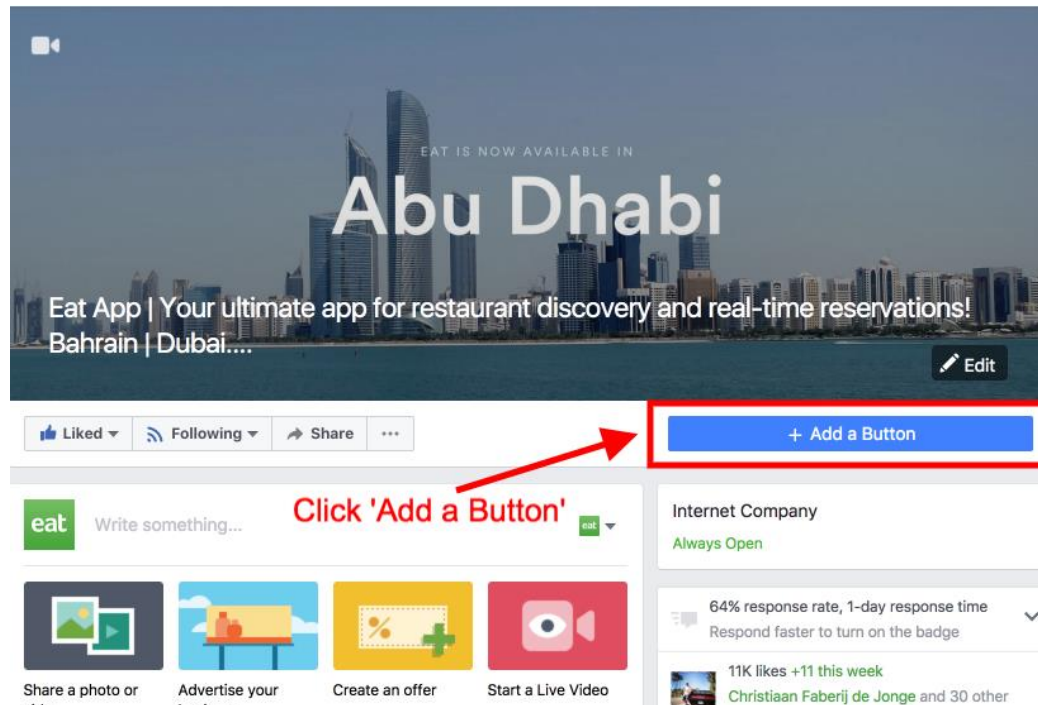 EAT IS NOW AVAILABLE IN
Abu Dhabi
Eat App | Your ultimate app for restaurant discovery and real-time reservations!
Bahrain | Dubai....
Edit
Liked
Following
Share
...
+ Add a Button
Click 'Add a Button'
eat
Write something...
eat
Internet Company
Always Open
64% response rate, 1-day response time
Respond faster to turn on the badge
11K likes +11 this week
Christiaan Faberij de Jonge and 30 other
Share a photo or
Advertise your
Create an offer
Start a Live Video